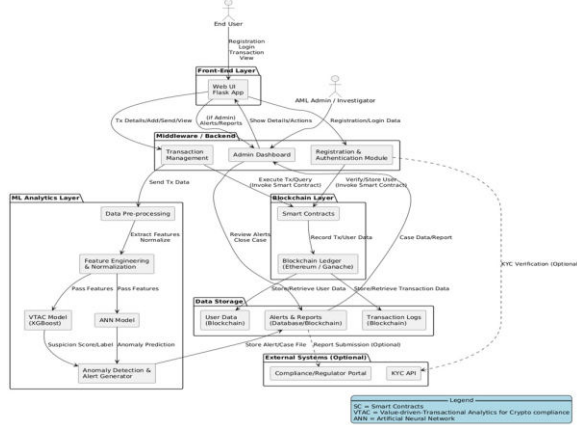 End User
Registration
Login
Transaction
View
Front-End Layer
Web UI
Flask App
AML Admin / Investigator
Tx Details/Add/Send/View
(if Admin)
Alerts/Reports
Show Details/Actions
Registration/Login Data
Middleware / Backend
Transaction
Management
Admin Dashboard
Registration &
Authentication Module
Send Tx Data
Execute Tx/Query
(Invoke Smart Contract)
Verify/Store User
(Invoke Smart Contract)
ML Analytics Layer
Blockchain Layer
Data Pre-processing
Smart Contracts
Extract Features
Normalize
Review Alerts
Close Case
Record Tx/User Data
Case Data/Report
Feature Engineering
& Normalization
Blockchain Ledger
(Ethereum / Ganache)
KYC Verification (Optional
Pass Features
Pass Features
Store/Retrieve User Data
Store/Retrieve Transaction Data
Data Storage
VTAC Model
(XGBoost)
ANN Model
User Data
(Blockchain)
Alerts & Reports
(Database/Blockchain)
Transaction Logs
(Blockchain)
Suspicion Score/Label
Anomaly Prediction
Store Alert/Case File
Report Submission (Optional)
External Systems (Optional)
Anomaly Detection &
Alert Generator
Compliance/Regulator Portal
KYC API
Legend
SC = Smart Contracts
VTAC = Value-driven-Transactional Analytics for Crypto compliance
ANN = Artificial Neural Network